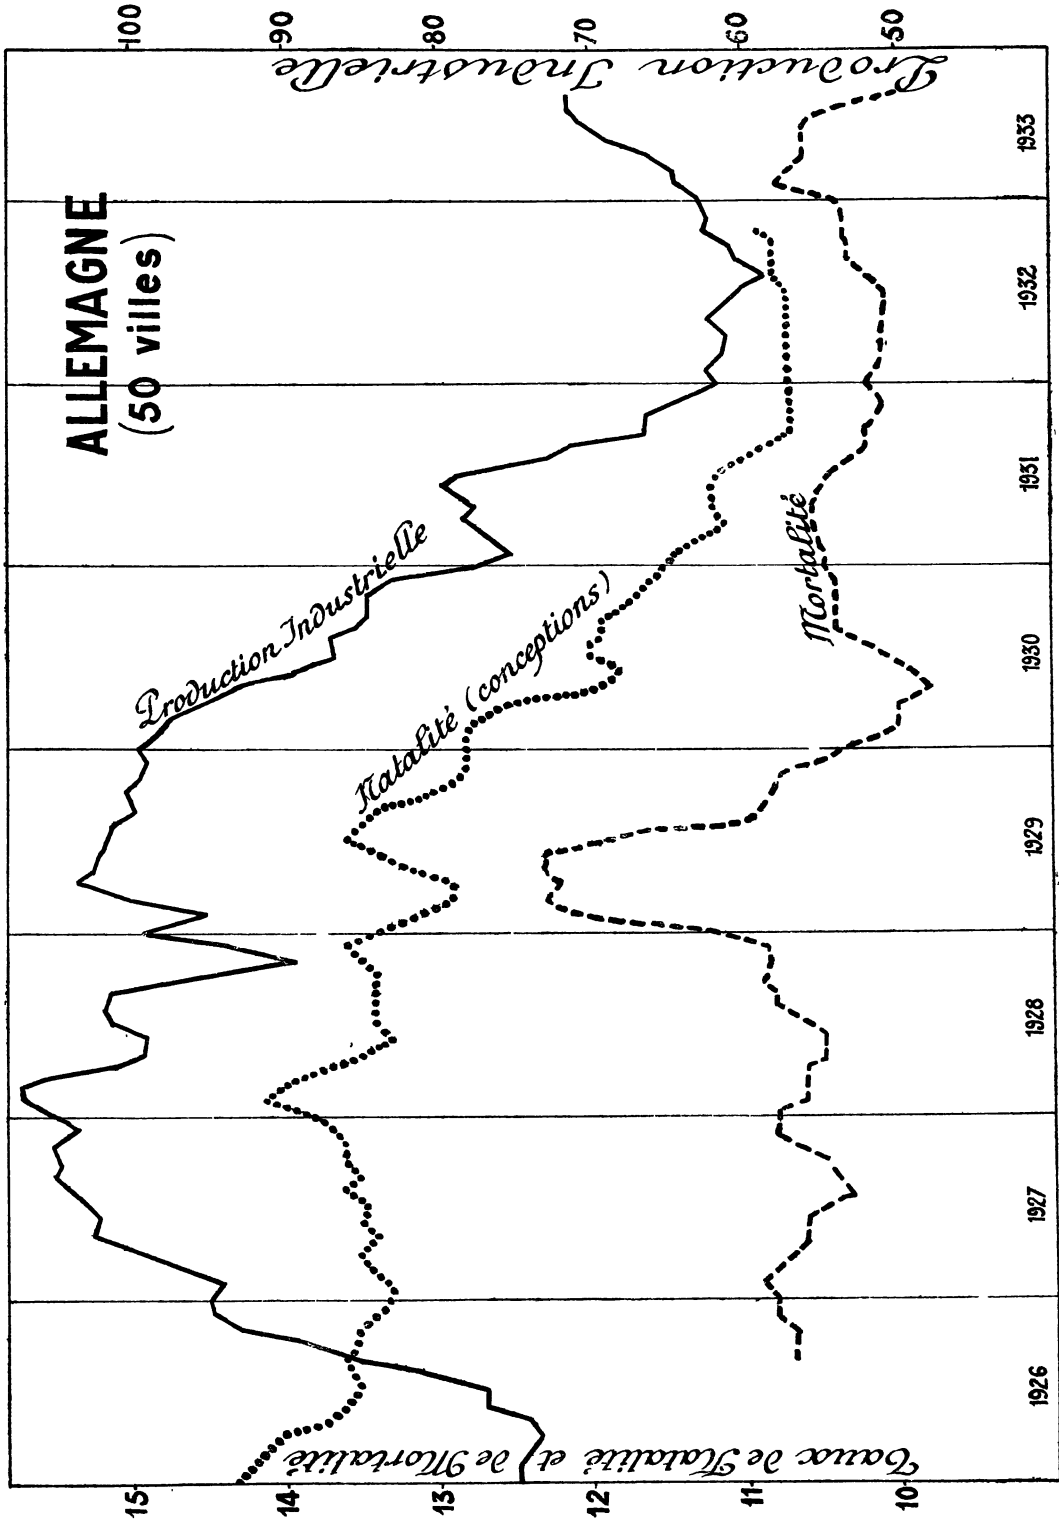 ALLEMAGNE
(50 villes)
Production Industrielle
Natalité (conceptions)
Mortalité
Taux de Natalité et de Mortalité
15
14
13
12
11
10
Production Industrielle
100
90
80
70
60
50
1926
1927
1928
1929
1930
1931
1932
1933